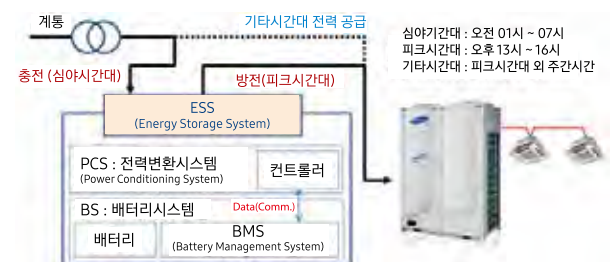 계통
기타시간대 전력 공급
심야기간대 : 오전 01시 ~ 07시
피크시간대 : 오후 13시 ~ 16시
기타시간대 : 피크시간대 외 주간시간
충전 (심야시간대)
방전(피크시간대)
ESS
(Energy Storage System)
PCS : 전력변환시스템
(Power Conditioning System)
컨트롤러
BS : 배터리시스템
Data(Comm.)
배터리
BMS
(Battery Management System)